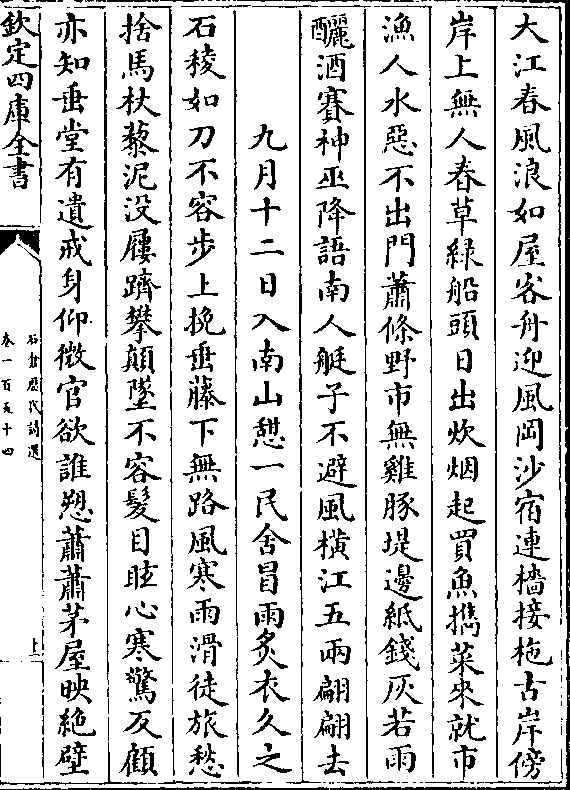 大江春風浪如屋客舟迎風岡沙宿連檣接柂古岸傍
岸上無人春草緑船頭日出炊烟起買魚攜菜來就市
漁人水惡不出門蕭條野市無雞豚堤邊紙錢灰若雨
釃酒賽神巫降語南人艇子不避風横江五兩翩翩去
九月十二日入南山憇一民舍冒雨炙衣久之
石稜如刀不容步上挽垂藤下無路風寒雨滑徒旅愁
捨馬杖藜泥没屨躋攀顛墜不容髮目眩心寒驚反顧
亦知垂堂有遺戒身仰微官欲誰愬蕭蕭茅屋映絶壁
欽定四庫全書
石倉歷代詩選
卷一百五十四
上